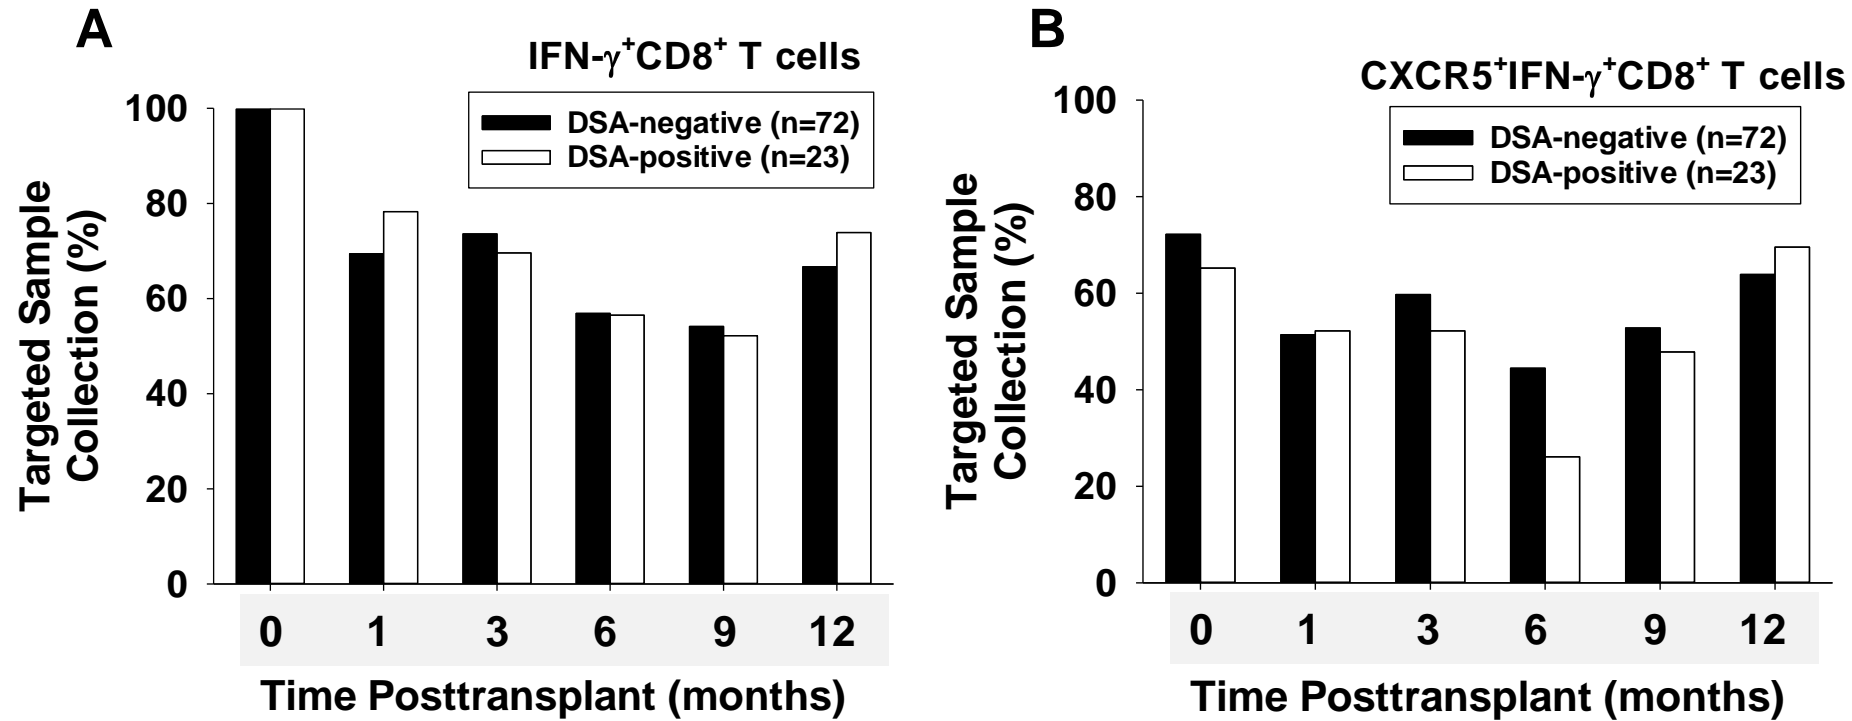 A
IFN-γ+CD8+ T cells
DSA-negative (n=72)
DSA-positive (n=23)
Targeted Sample
Collection (%)
100
80
60
40
20
0
0 1 3 6 9 12
Time Posttransplant (months)
B
CXCR5+IFN-γ+CD8+ T cells
DSA-negative (n=72)
DSA-positive (n=23)
Targeted Sample
Collection (%)
100
80
60
40
20
0
0 1 3 6 9 12
Time Posttransplant (months)